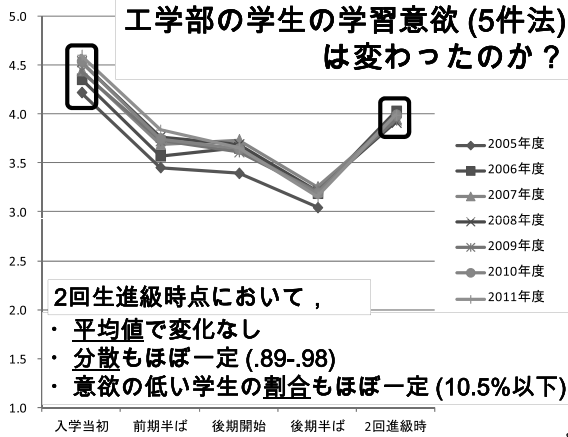 工学部の学生の学習意欲 (5件法)
は変わったのか？
5.0
4.5
4.0
3.5
3.0
2.5
2.0
1.5
1.0
2005年度
2006年度
2007年度
2008年度
2009年度
2010年度
2011年度
2回生進級時点において，
・ 平均値で変化なし
・ 分散もほぼ一定 (.89-.98)
・ 意欲の低い学生の割合もほぼ一定 (10.5%以下)
入学当初 前期半ば 後期開始 後期半ば 2回進級時